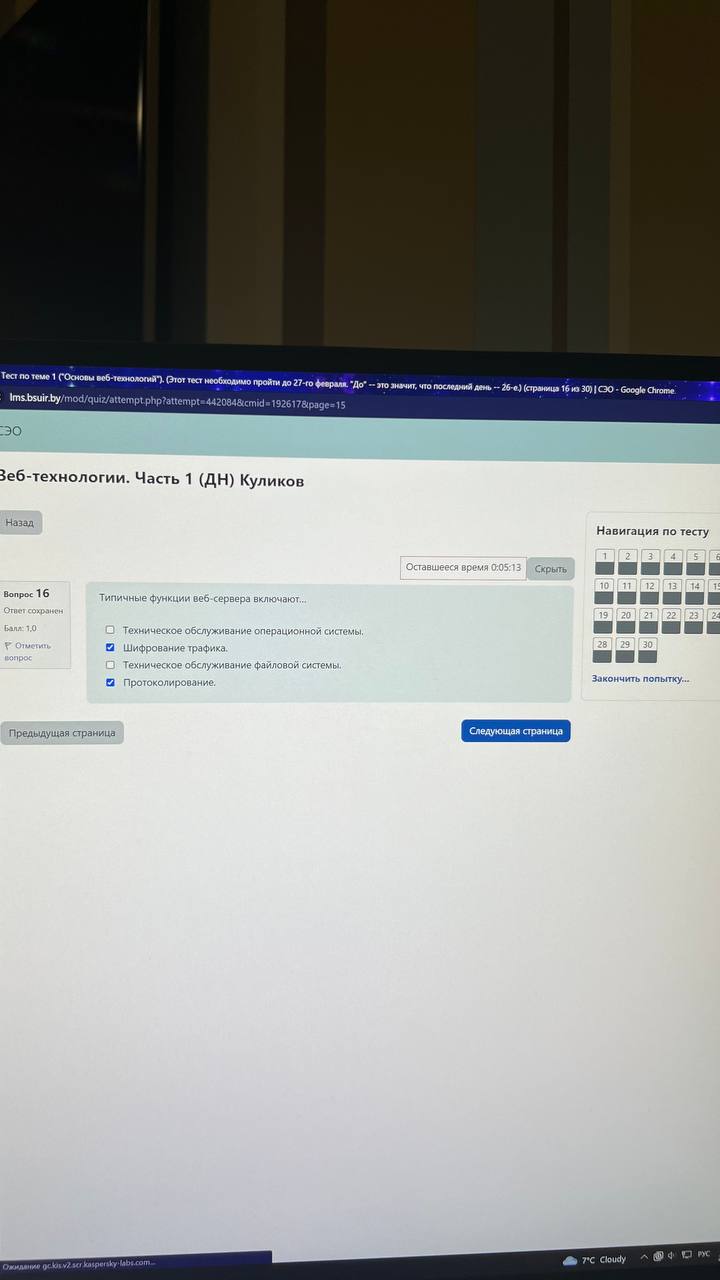 Тест по теме 1 ("Основы веб-технологий"). (Этот тест необходимо пройти до 27-го февраля. "До" -- это значит, что последний день -- 26-е.) (страница 16 из 30) | СЭО - Google Chrome
lms.bsuir.by/mod/quiz/attempt.php?attempt=442084&cmid=192617&page=15
СЭО
Веб-технологии. Часть 1 (ДН) Куликов
Назад
Оставшееся время 0:05:13
Скрыть
Вопрос 16
Ответ сохранен
Балл: 1,0
Отметить
вопрос
Типичные функции веб-сервера включают...
Техническое обслуживание операционной системы.
Шифрование трафика.
Техническое обслуживание файловой системы.
Протоколирование.
Предыдущая страница
Следующая страница
Навигация по тесту
1 2 3 4 5 6
10 11 12 13 14 15
19 20 21 22 23 24
28 29 30
Закончить попытку...
Ожидание gc.kis.v2.scr.kaspersky-labs.com...
7°C Cloudy
РУС